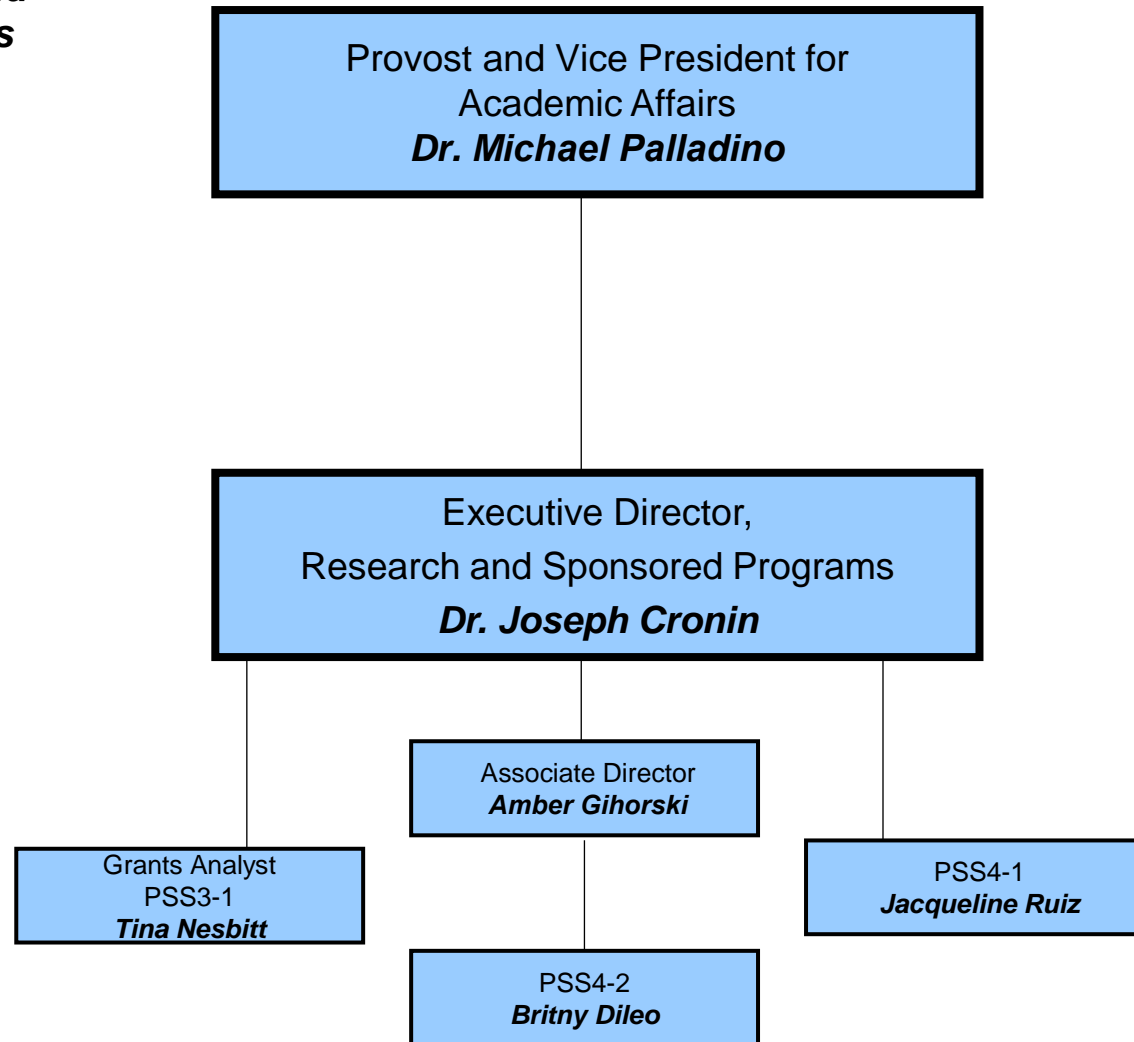 s
Provost and Vice President for
Academic Affairs
Dr. Michael Palladino
Executive Director,
Research and Sponsored Programs
Dr. Joseph Cronin
Associate Director
Amber Gihorski
Grants Analyst
PSS3-1
Tina Nesbitt
PSS4-1
Jacqueline Ruiz
PSS4-2
Britny Dileo